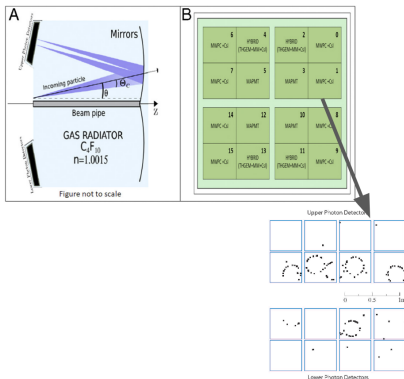 A
Mirrors
Upper Photon Detectors
Incoming particle
Θc
θ
Beam pipe
Z
GAS RADIATOR
C4F10
n=1.0015
Figure not to scale
B
6
MWPC +CsI
4
HYBRID
(THGEM+MM+CsI)
2
HYBRID
(THGEM+MM+CsI)
0
MWPC +CsI
7
MWPC +CsI
5
MAPMT
3
MAPMT
1
MWPC +CsI
14
MWPC +CsI
12
MAPMT
10
MAPMT
8
MWPC +CsI
15
MWPC +CsI
13
HYBRID
(THGEM+MM+CsI)
11
HYBRID
(THGEM+MM+CsI)
9
MWPC +CsI
Upper Photon Detectors
0 0.5 1m
Lower Photon Detectors